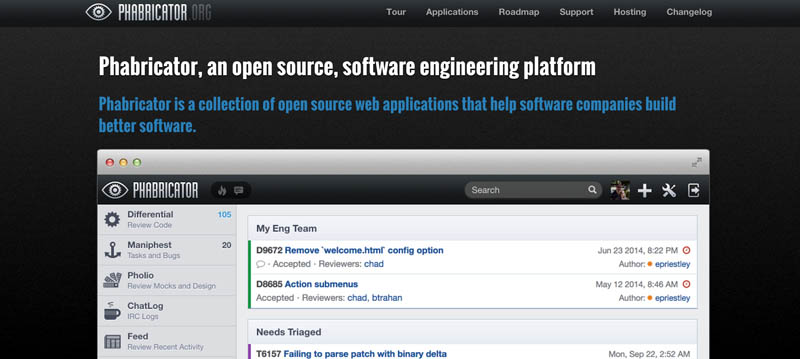 PHABRICATOR.ORG
Tour Applications Roadmap Support Hosting Changelog
Phabricator, an open source, software engineering platform
Phabricator is a collection of open source web applications that help software companies build
better software.
PHABRICATOR
Search
Differential 105
Review Code
Maniphest 20
Tasks and Bugs
Pholio
Review Mocks and Design
ChatLog
IRC Logs
Feed
Review Recent Activity
My Eng Team
D9672 Remove `welcome.html` config option Jun 23 2014, 8:22 PM
· Accepted · Reviewers: chad Author: epriestley
D8685 Action submenus May 12 2014, 8:46 AM
Accepted · Reviewers: chad, btrahan Author: epriestley
Needs Triaged
T6157 Failing to parse patch with binary delta Mon, Sep 22, 2:52 AM